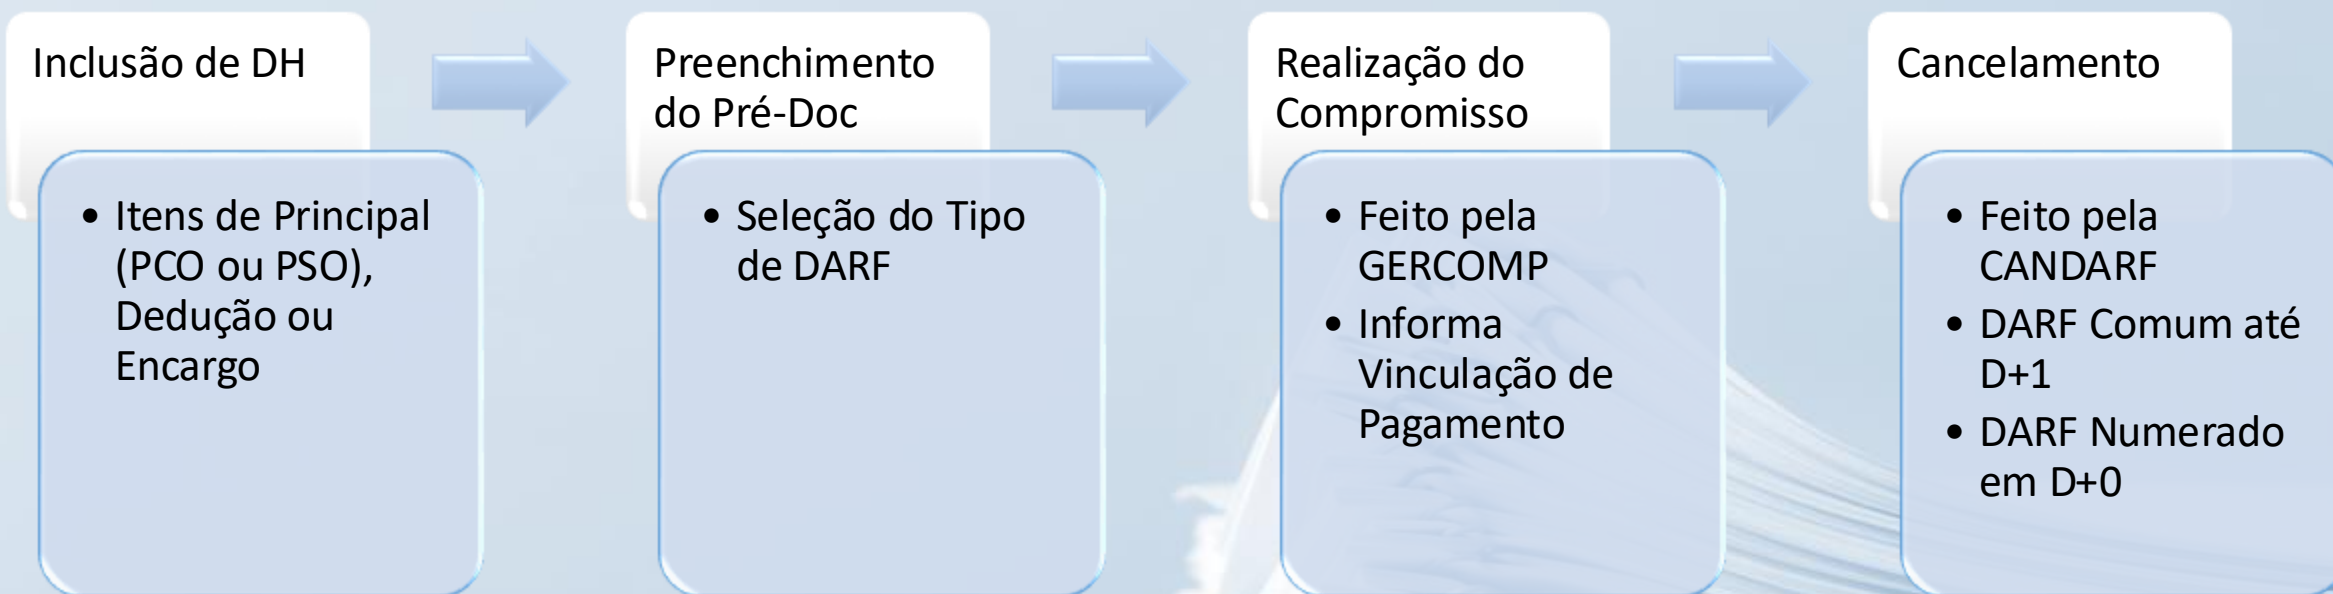 Inclusão de DH
• Itens de Principal
(PCO ou PSO),
Dedução ou
Encargo
Preenchimento
do Pré-Doc
• Seleção do Tipo
de DARF
Realização do
Compromisso
• Feito pela
GERCOMP
• Informa
Vinculação de
Pagamento
Cancelamento
• Feito pela
CANDARF
• DARF Comum até
D+1
• DARF Numerado
em D+0